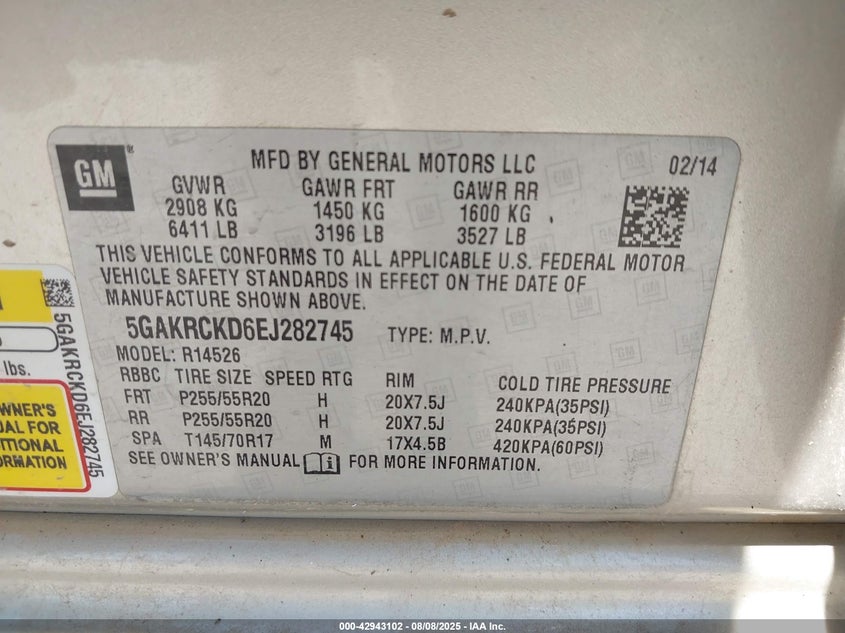 GM
MFD BY GENERAL MOTORS LLC
02/14
GVWR GAWR FRT GAWR RR
2908 KG 1450 KG 1600 KG
6411 LB 3196 LB 3527 LB
THIS VEHICLE CONFORMS TO ALL APPLICABLE U.S. FEDERAL MOTOR
VEHICLE SAFETY STANDARDS IN EFFECT ON THE DATE OF
MANUFACTURE SHOWN ABOVE.
5GAKRCKD6EJ282745 TYPE: M.P.V.
MODEL: R14526
RBBC TIRE SIZE SPEED RTG RIM COLD TIRE PRESSURE
FRT P255/55R20 H 20X7.5J 240KPA(35PSI)
RR P255/55R20 H 20X7.5J 240KPA(35PSI)
SPA T145/70R17 M 17X4.5B 420KPA(60PSI)
SEE OWNER'S MANUAL FOR MORE INFORMATION.
5GAKRCKD6EJ282745
lbs.
OWNER'S
FOR
000-42943102 - 08/08/2025 - IAA Inc.